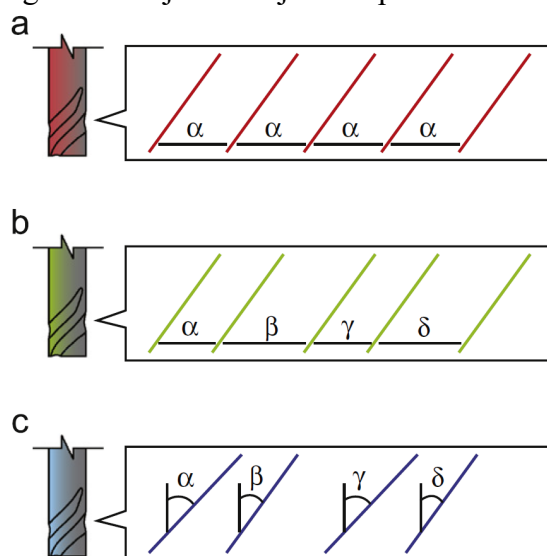 a
α α α α
b
α β γ δ
c
α β γ δ